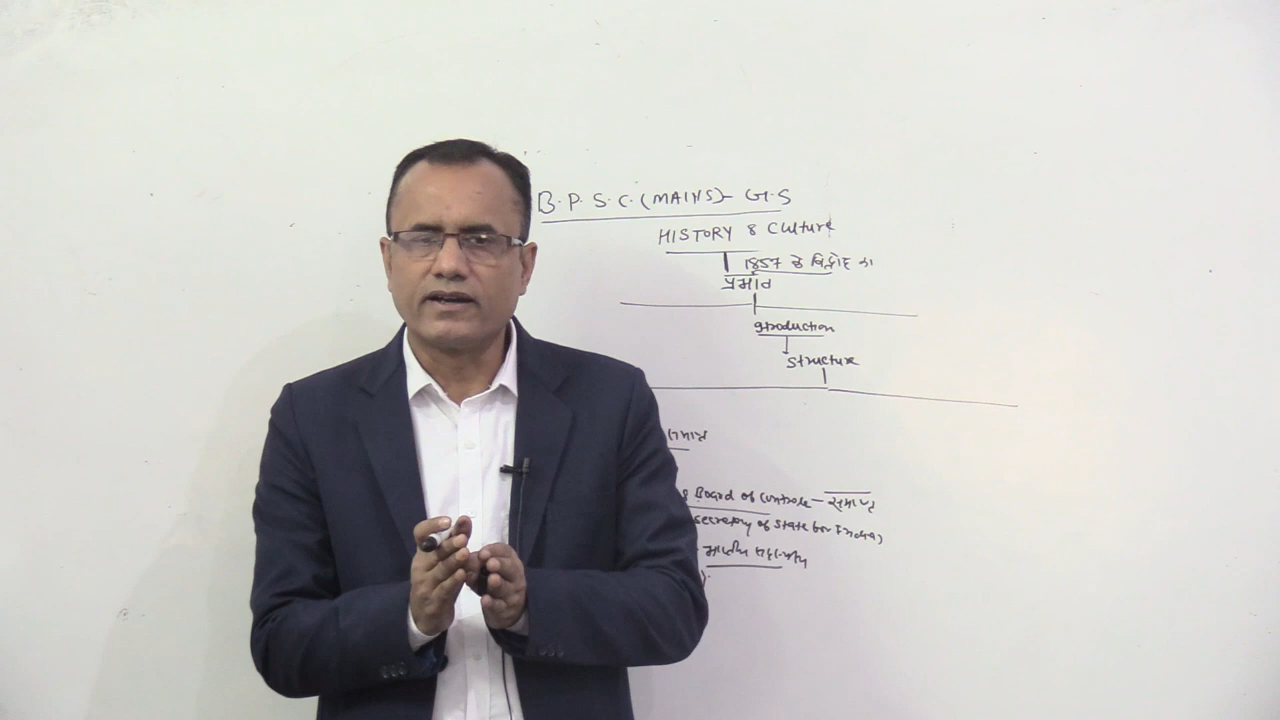 B.P.S.C.(MAINS)- G.S
HISTORY & Culture
1857 के विद्रोह का
प्रभाव
Introduction
Structure
Board of Controle - समाप्त
secretary of State for India)